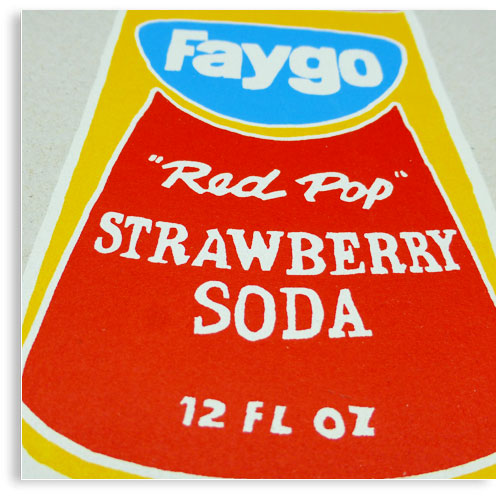 Faygo
"Red Pop"
STRAWBERRY
SODA
12 FL OZ